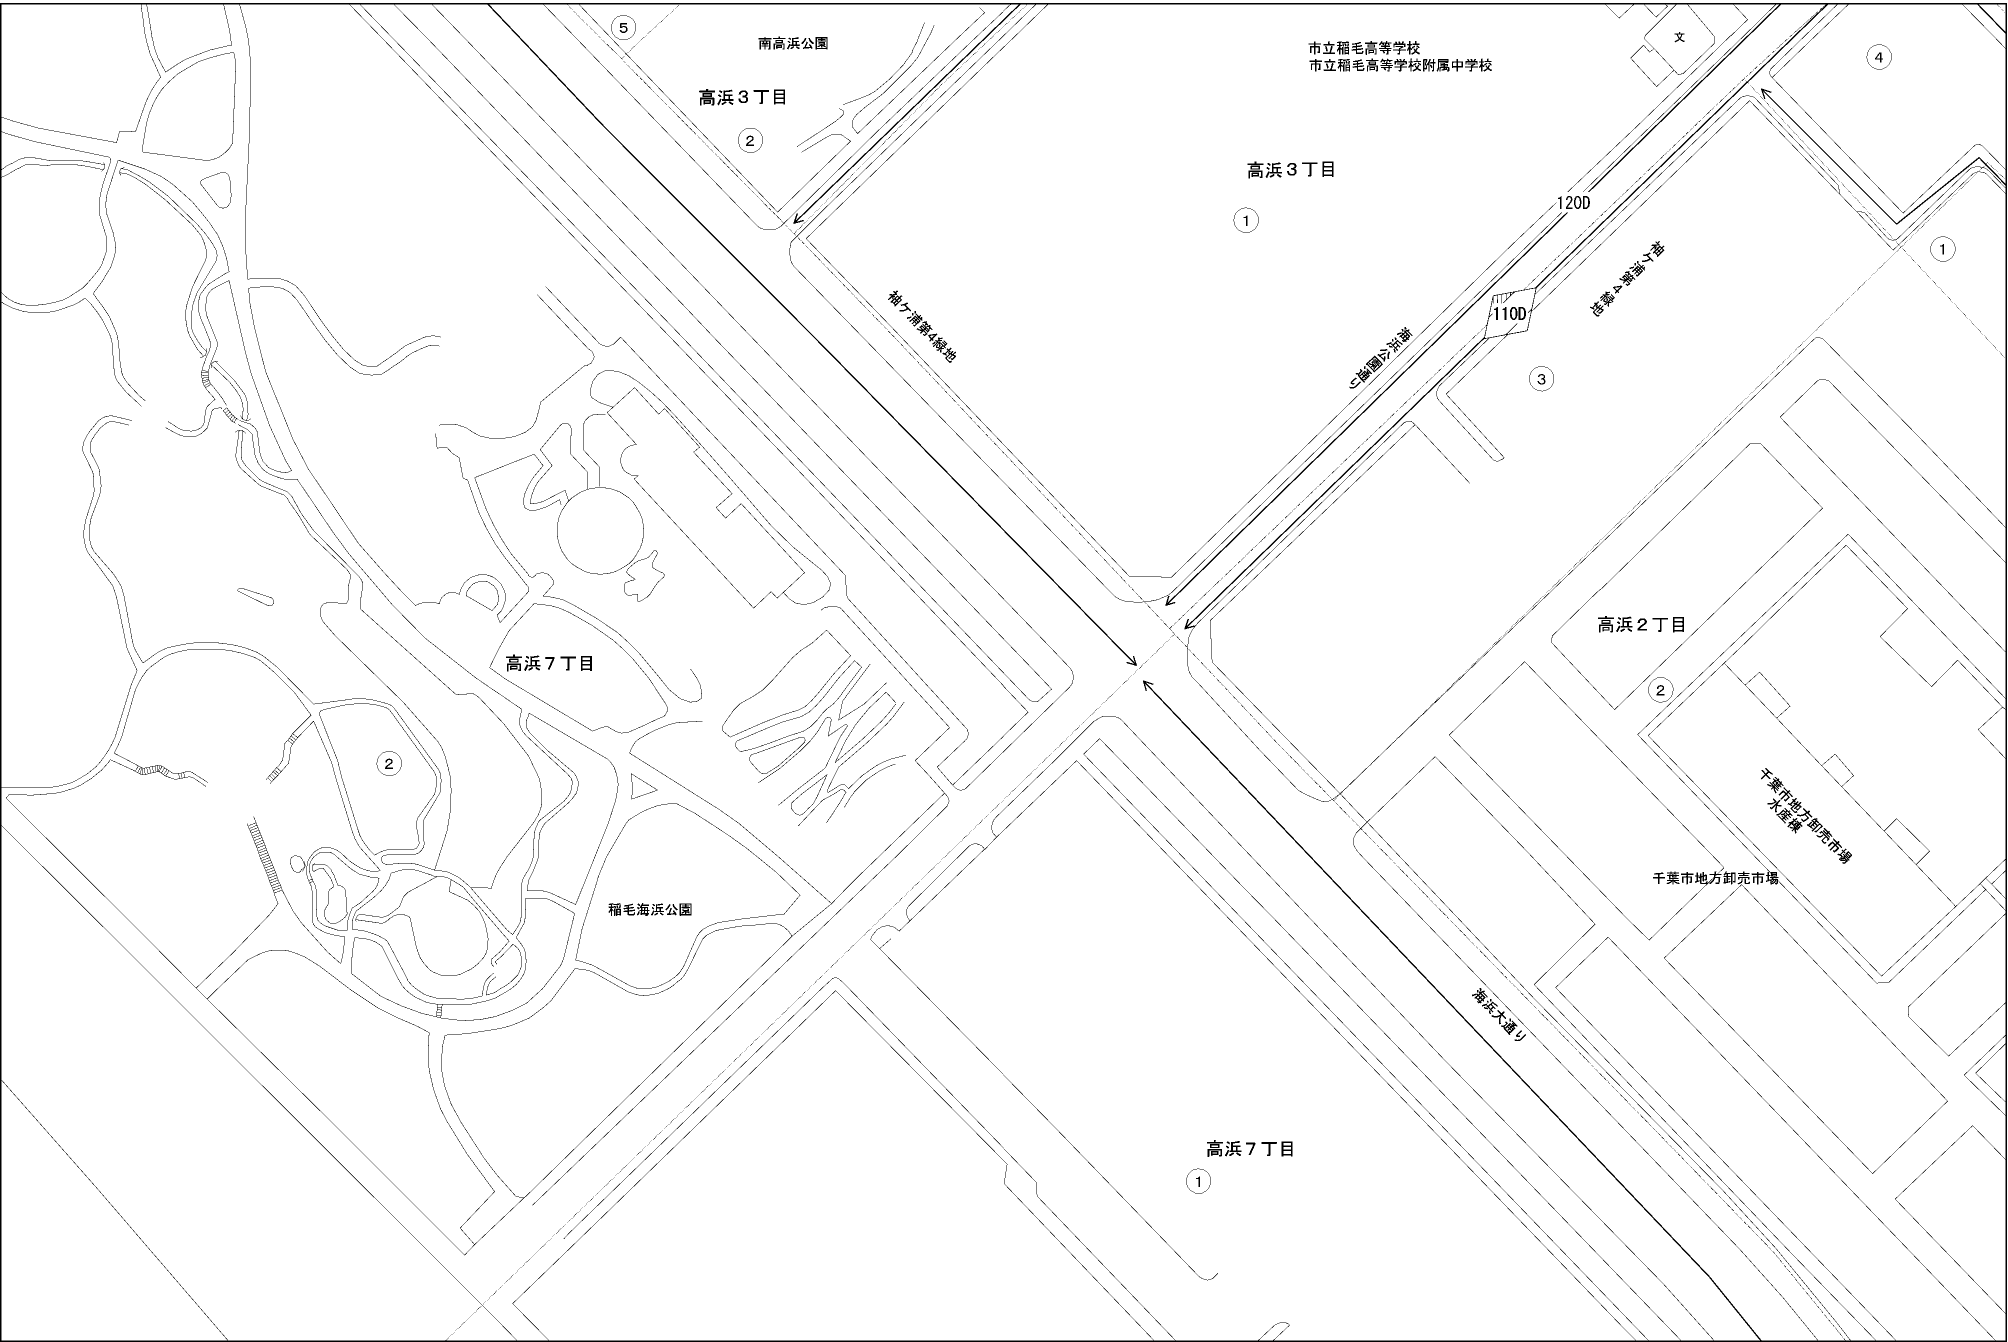 5
南高浜公園
市立稲毛高等学校
市立稲毛高等学校附属中学校
文
4
高浜3丁目
2
高浜3丁目
1
120D
袖ケ浦第4緑地
1
110D
袖ケ浦第4緑地
海浜公園通り
3
高浜2丁目
2
高浜7丁目
2
千葉市地方卸売市場
水産棟
千葉市地方卸売市場
稲毛海浜公園
海浜大通り
高浜7丁目
1